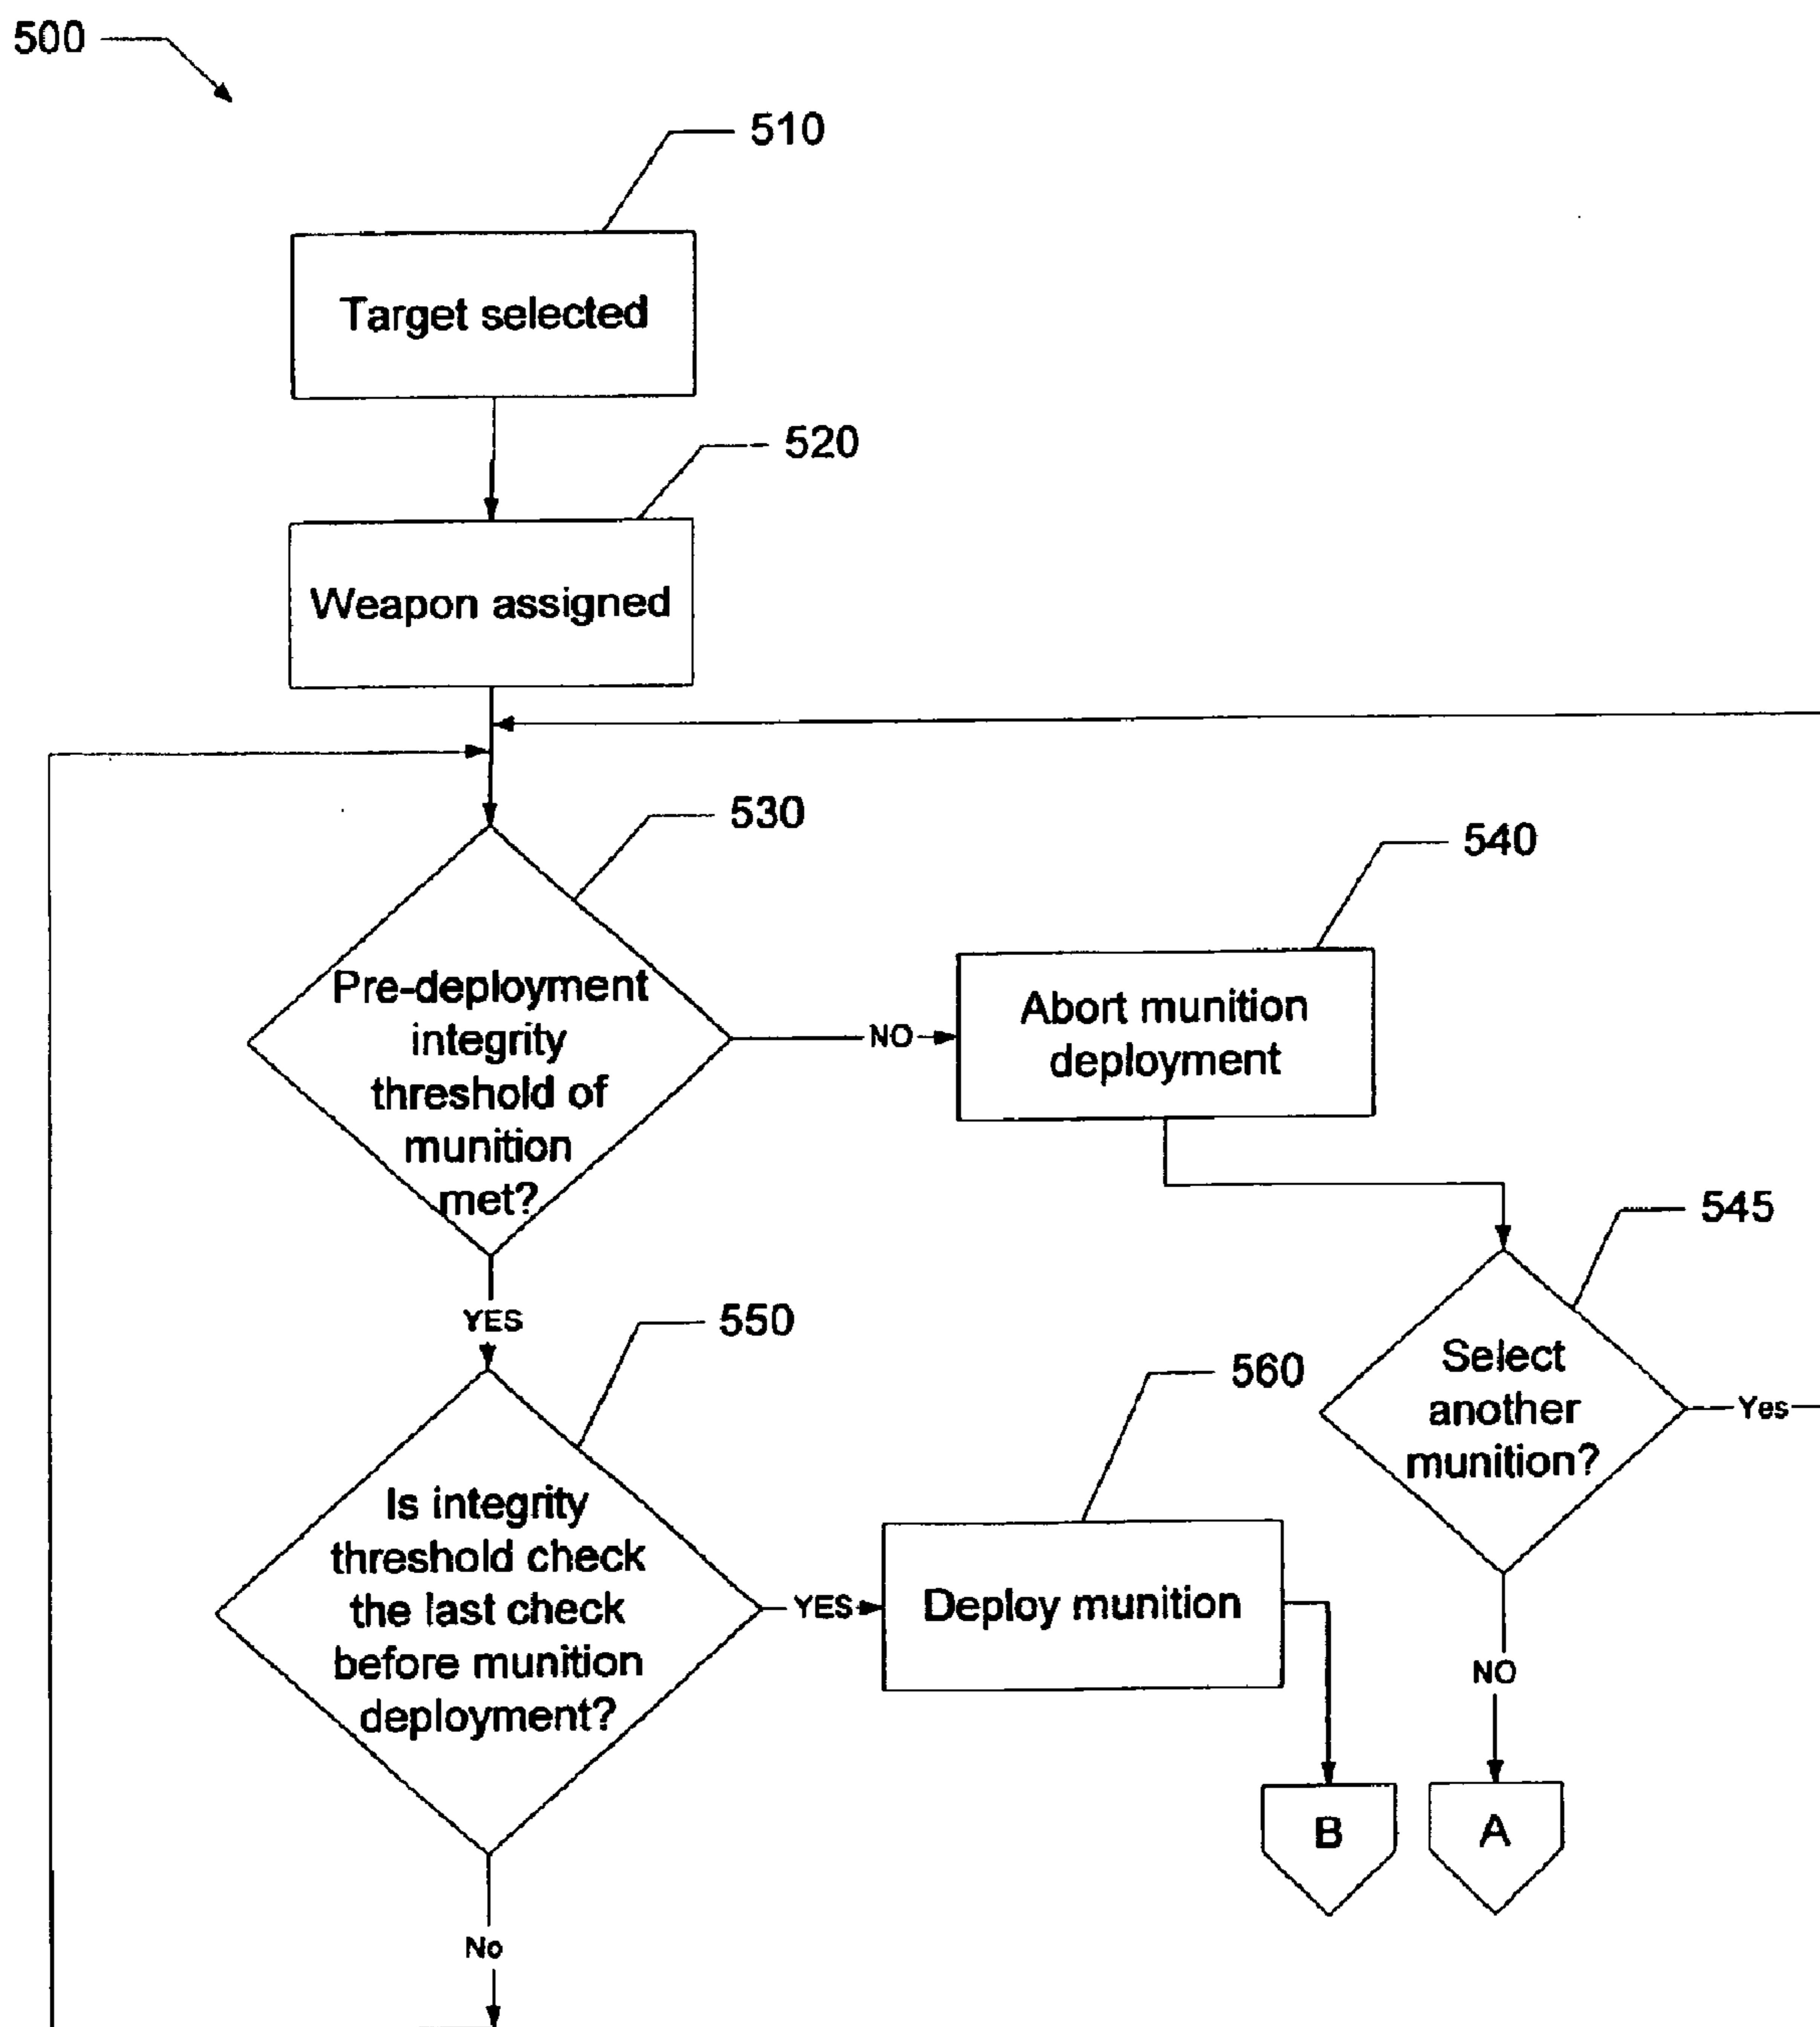 500
510
Target selected
520
Weapon assigned
530
540
Pre-deployment
integrity
threshold of
munition
met?
NO
Abort munition
deployment
545
YES
550
560
Select
another
munition?
Yes
Is integrity
threshold check
the last check
before munition
deployment?
YES
Deploy munition
NO
B
A
No